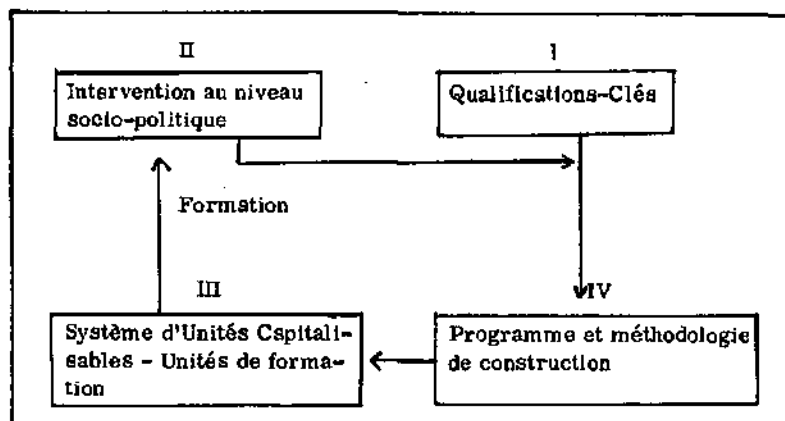 II
I
Intervention au niveau
socio-politique
Qualifications-Clés
Formation
III
IV
Système d'Unités Capitali-
sables - Unités de forma-
tion
Programme et méthodologie
de construction